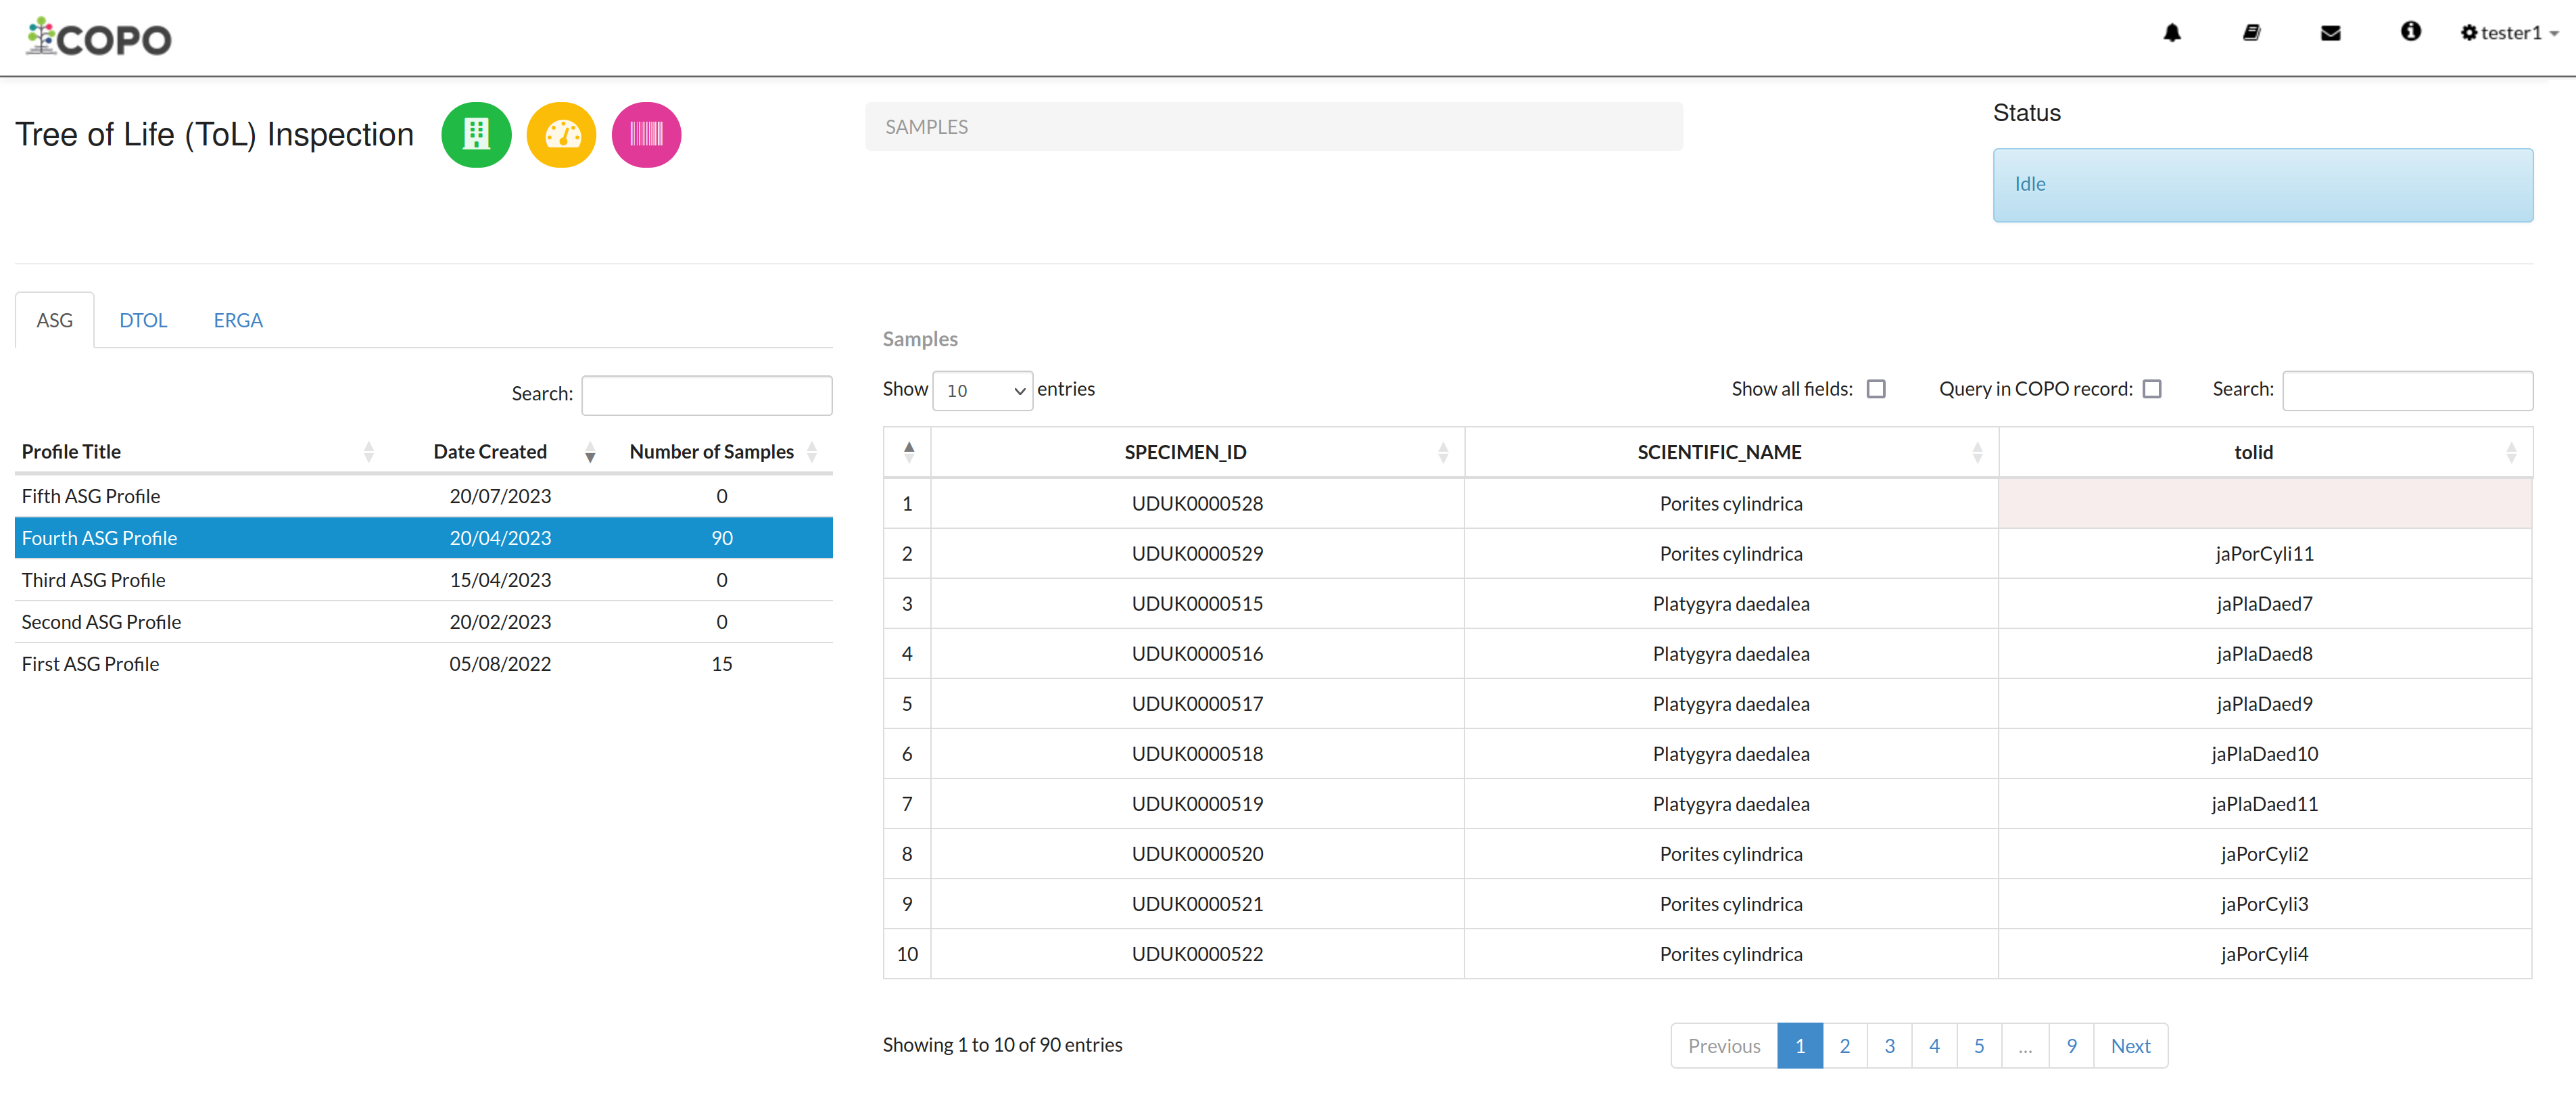 COPO
tester1
Tree of Life (ToL) Inspection
SAMPLES
Status
Idle
ASG DTOL ERGA
Search:
Profile Title Date Created Number of Samples
Fifth ASG Profile 20/07/2023 0
Fourth ASG Profile 20/04/2023 90
Third ASG Profile 15/04/2023 0
Second ASG Profile 20/02/2023 0
First ASG Profile 05/08/2022 15
Samples
Show 10 entries Show all fields: Query in COPO record: Search:
SPECIMEN_ID SCIENTIFIC_NAME tolid
1 UDUK0000528 Porites cylindrica
2 UDUK0000529 Porites cylindrica jaPorCyli11
3 UDUK0000515 Platygyra daedalea jaPlaDaed7
4 UDUK0000516 Platygyra daedalea jaPlaDaed8
5 UDUK0000517 Platygyra daedalea jaPlaDaed9
6 UDUK0000518 Platygyra daedalea jaPlaDaed10
7 UDUK0000519 Platygyra daedalea jaPlaDaed11
8 UDUK0000520 Porites cylindrica jaPorCyli2
9 UDUK0000521 Porites cylindrica jaPorCyli3
10 UDUK0000522 Porites cylindrica jaPorCyli4
Showing 1 to 10 of 90 entries
Previous 1 2 3 4 5 ... 9 Next